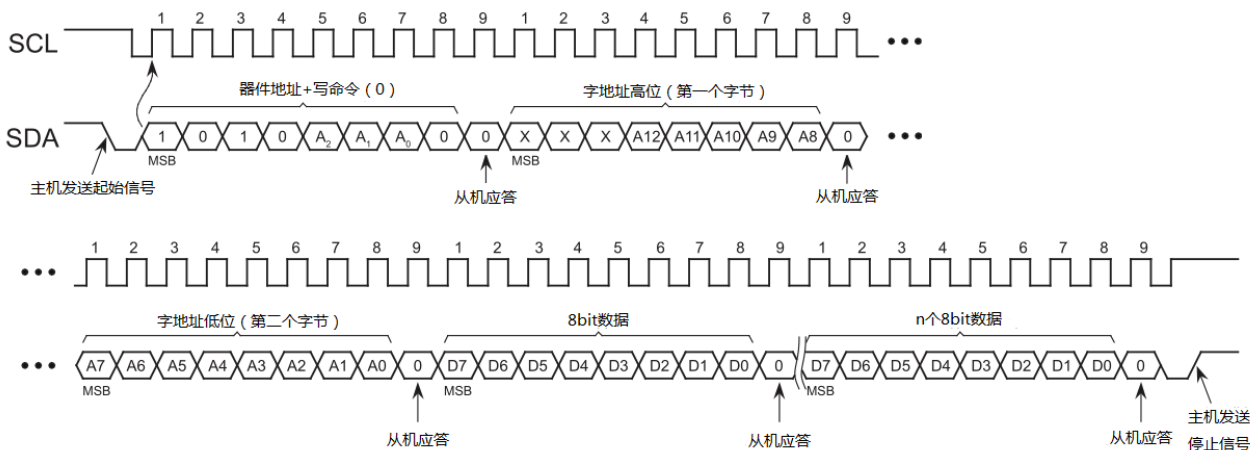 1 2 3 4 5 6 7 8 9 1 2 3 4 5 6 7 8 9
SCL
器件地址+写命令（0） 字地址高位（第一个字节）
SDA 1 0 1 0 A2 A1 A0 0 0 X X X A12 A11 A10 A9 A8 0
MSB MSB
主机发送起始信号 从机应答 从机应答
1 2 3 4 5 6 7 8 9 1 2 3 4 5 6 7 8 9 1 2 3 4 5 6 7 8 9
字地址低位（第二个字节） 8bit数据 n个8bit数据
A7 A6 A5 A4 A3 A2 A1 A0 0 D7 D6 D5 D4 D3 D2 D1 D0 0 D7 D6 D5 D4 D3 D2 D1 D0 0
MSB MSB MSB
从机应答 从机应答 从机应答 主机发送
停止信号